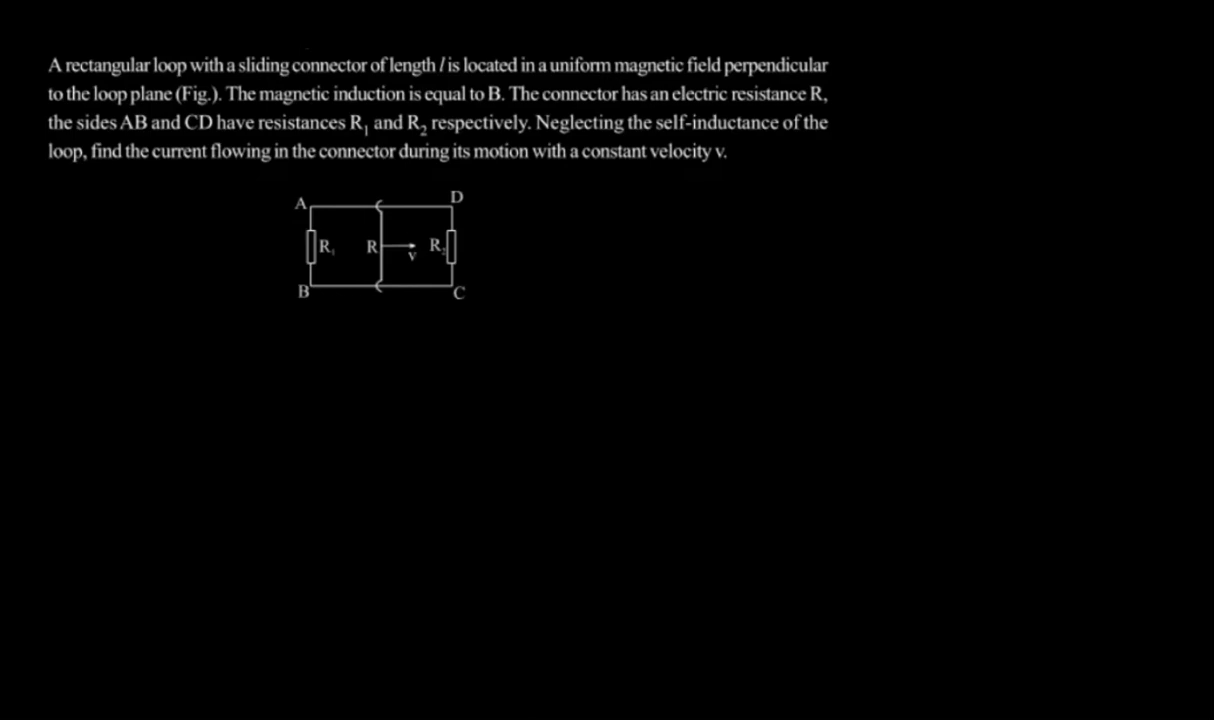 A rectangular loop with a sliding connector of length l is located in a uniform magnetic field perpendicular
to the loop plane (Fig.). The magnetic induction is equal to B. The connector has an electric resistance R,
the sides AB and CD have resistances R₁ and R₂ respectively. Neglecting the self-inductance of the
loop, find the current flowing in the connector during its motion with a constant velocity v.
A D
R₁ R v R₂
B C